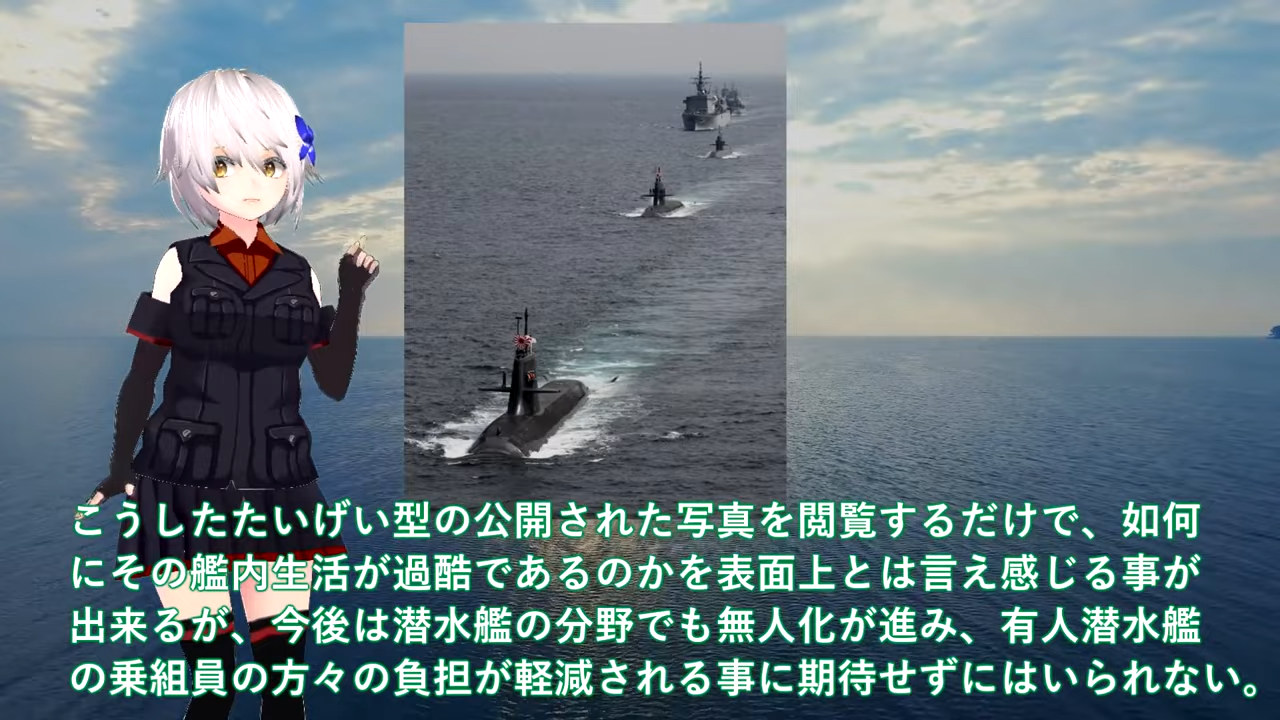 こうしたたいげい型の公開された写真を閲覧するだけで、如何
にその艦内生活が過酷であるのかを表面上とは言え感じる事が
出来るが、今後は潜水艦の分野でも無人化が進み、有人潜水艦
の乗組員の方々の負担が軽減される事に期待せずにはいられない。